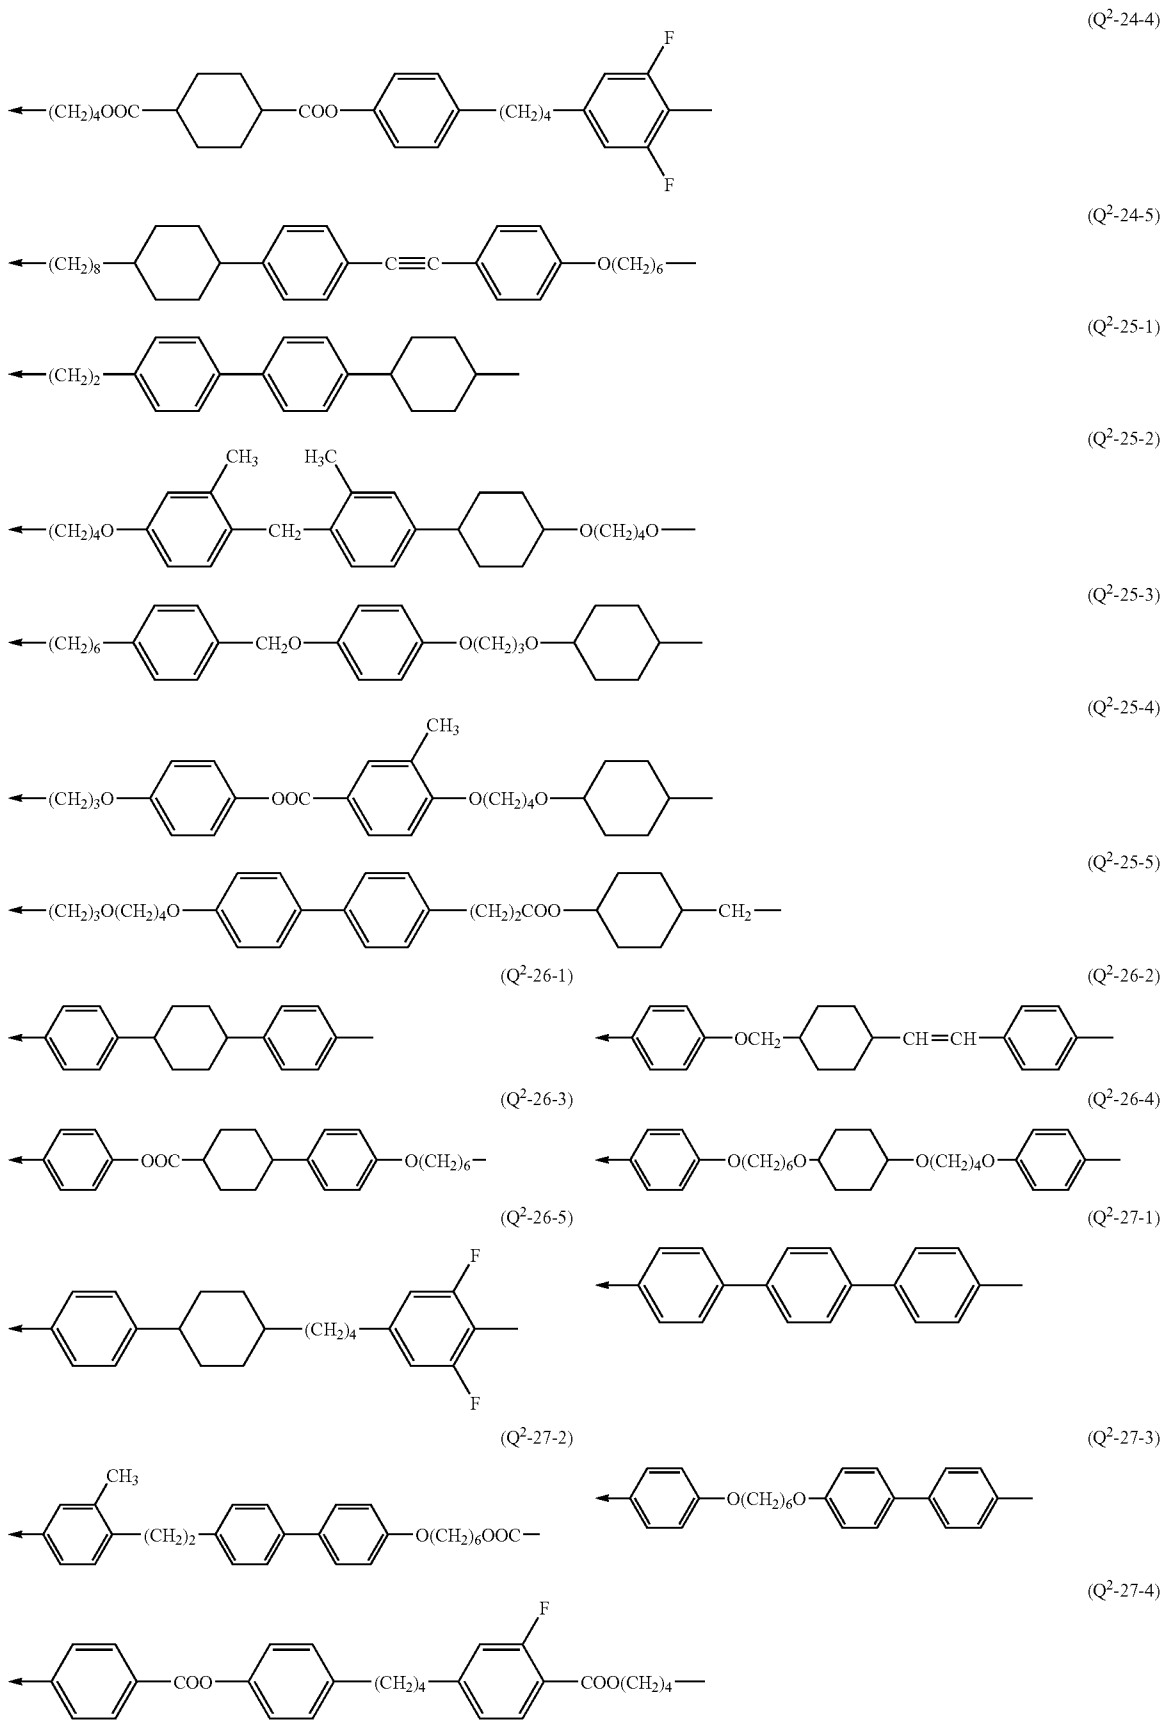 (Q²-24-4)
F
(CH₂)₄OOC COO (CH₂)₄
F
(Q²-24-5)
(CH₂)₈ C≡C O(CH₂)₆
(Q²-25-1)
(CH₂)₂
(Q²-25-2)
CH₃ H₃C
(CH₂)₄O CH₂ O(CH₂)₄O
(Q²-25-3)
(CH₂)₆ CH₂O O(CH₂)₃O
(Q²-25-4)
CH₃
(CH₂)₃O OOC O(CH₂)₄O
(Q²-25-5)
(CH₂)₃O(CH₂)₄O (CH₂)₂COO CH₂
(Q²-26-1) (Q²-26-2)
OCH₂ CH=CH
(Q²-26-3) (Q²-26-4)
OOC O(CH₂)₆ O(CH₂)₆O O(CH₂)₄O
(Q²-26-5) (Q²-27-1)
F
(CH₂)₄
F
(Q²-27-2) (Q²-27-3)
CH₃
O(CH₂)₆O
(CH₂)₂ O(CH₂)₆OOC
(Q²-27-4)
F
COO (CH₂)₄ COO(CH₂)₄